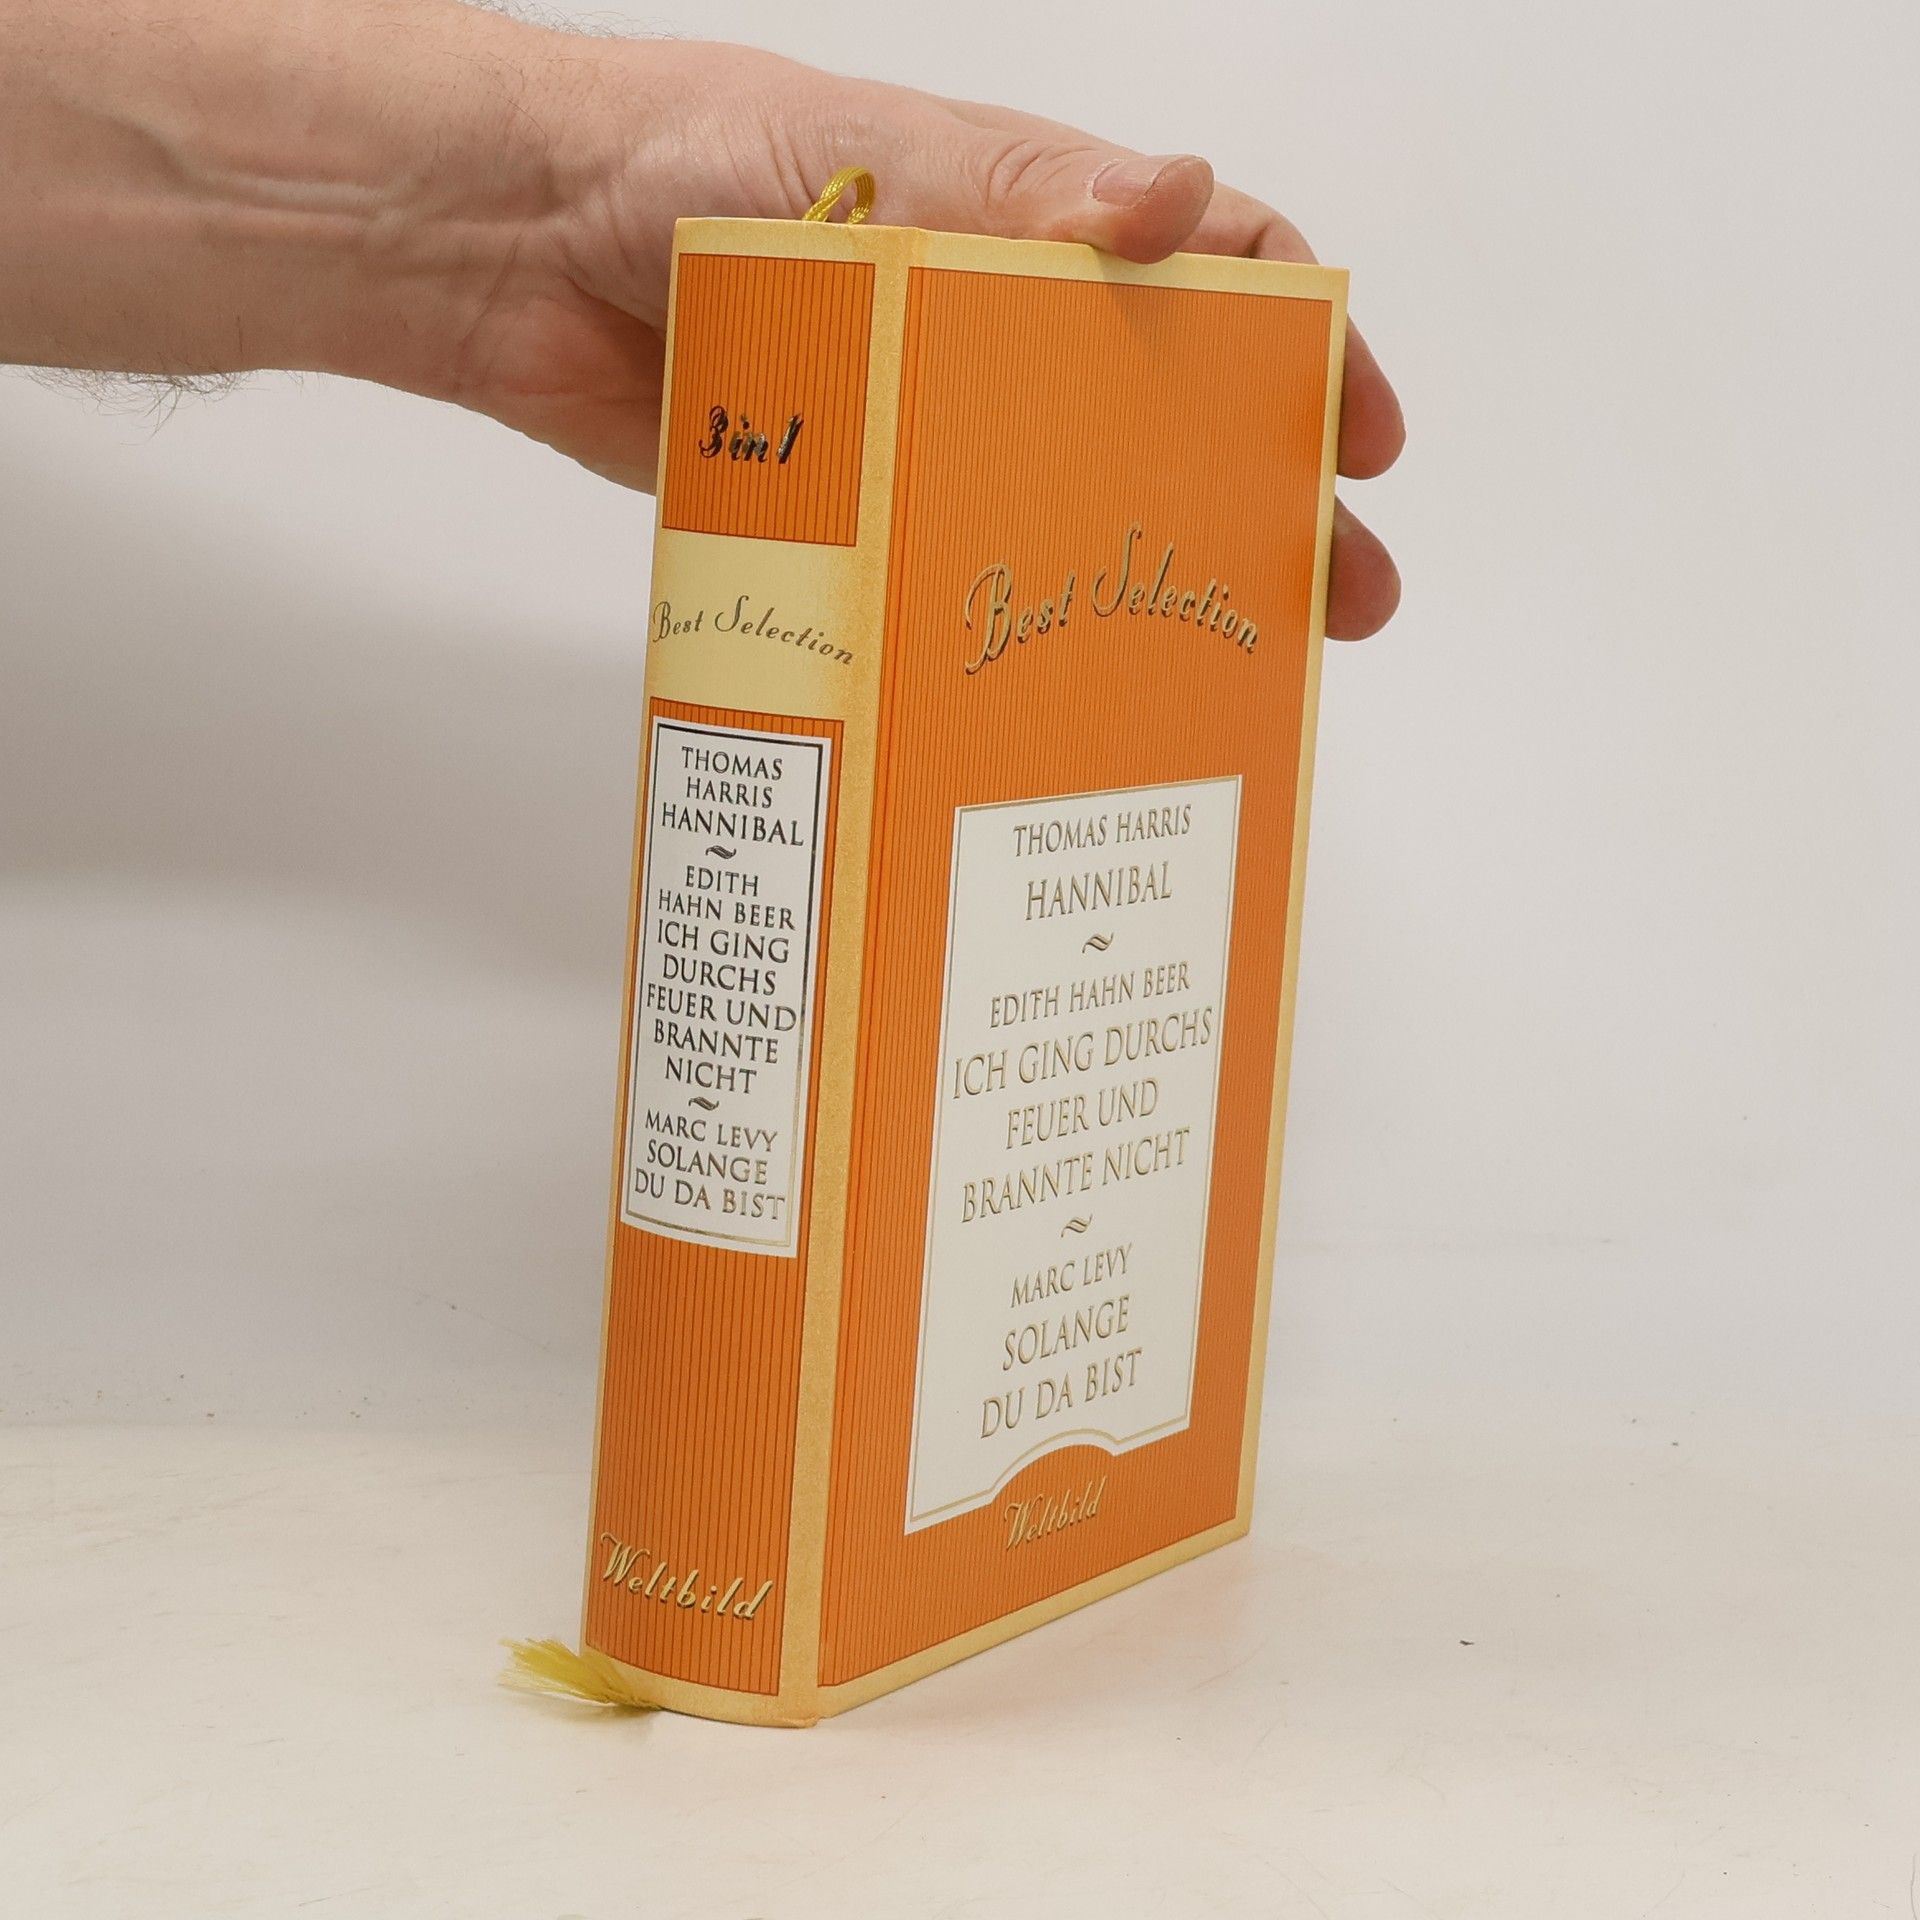 3 in 1
Best Selection
THOMAS
HARRIS
HANNIBAL
~
EDITH
HAHN BEER
ICH GING
DURCHS
FEUER UND
BRANNTE
NICHT
~
MARC LEVY
SOLANGE
DU DA BIST
Weltbild
Best Selection
THOMAS HARRIS
HANNIBAL
~
EDITH HAHN BEER
ICH GING DURCHS
FEUER UND
BRANNTE NICHT
~
MARC LEVY
SOLANGE
DU DA BIST
Weltbild